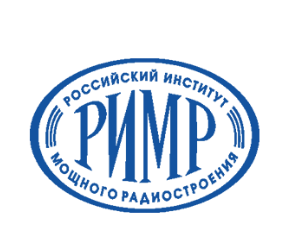 РОССИЙСКИЙ ИНСТИТУТ
РИМР
МОЩНОГО РАДИОСТРОЕНИЯ